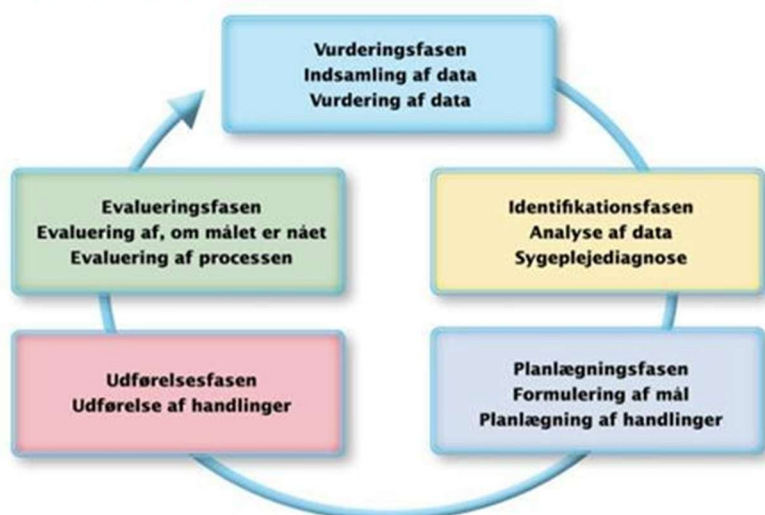 Vurderingsfasen
Indsamling af data
Vurdering af data
Identifikationsfasen
Analyse af data
Sygeplejediagnose
Planlægningsfasen
Formulering af mål
Planlægning af handlinger
Udførelsesfasen
Udførelse af handlinger
Evalueringsfasen
Evaluering af, om målet er nået
Evaluering af processen